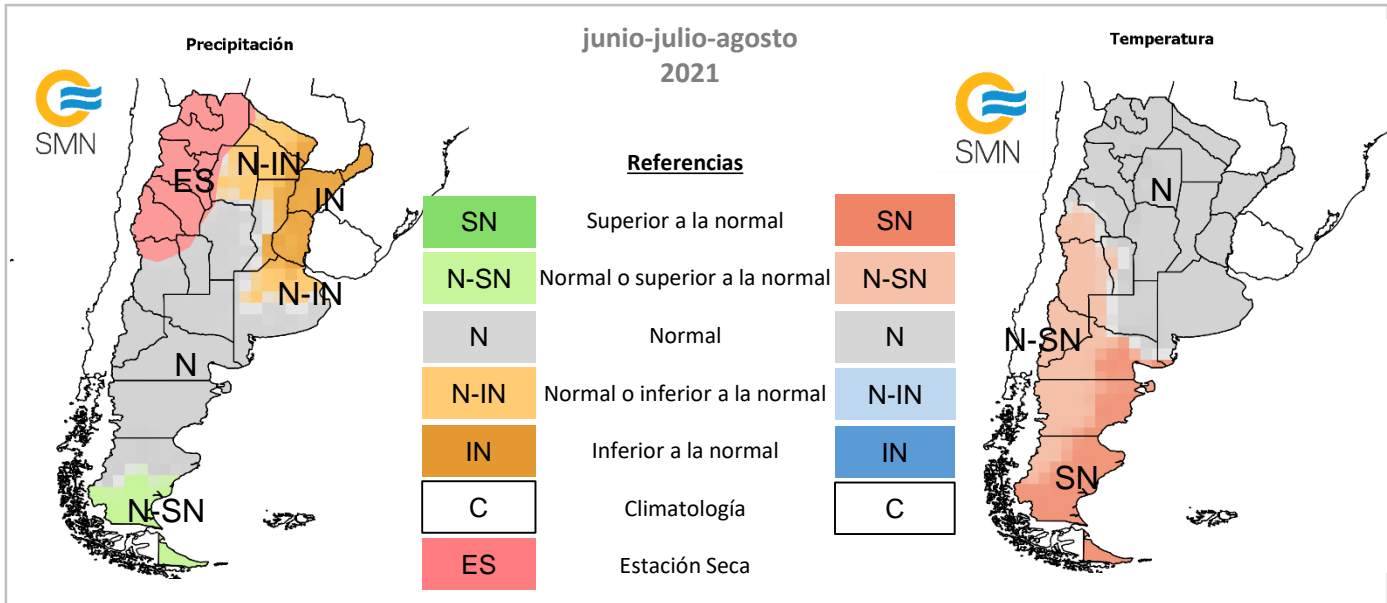 junio-julio-agosto
2021
Precipitación
SMN
ES
N-IN
IN
N-IN
N
N-SN
Referencias
SN Superior a la normal SN
N-SN Normal o superior a la normal N-SN
N Normal N
N-IN Normal o inferior a la normal N-IN
IN Inferior a la normal IN
C Climatología C
ES Estación Seca
Temperatura
SMN
N
N-SN
SN